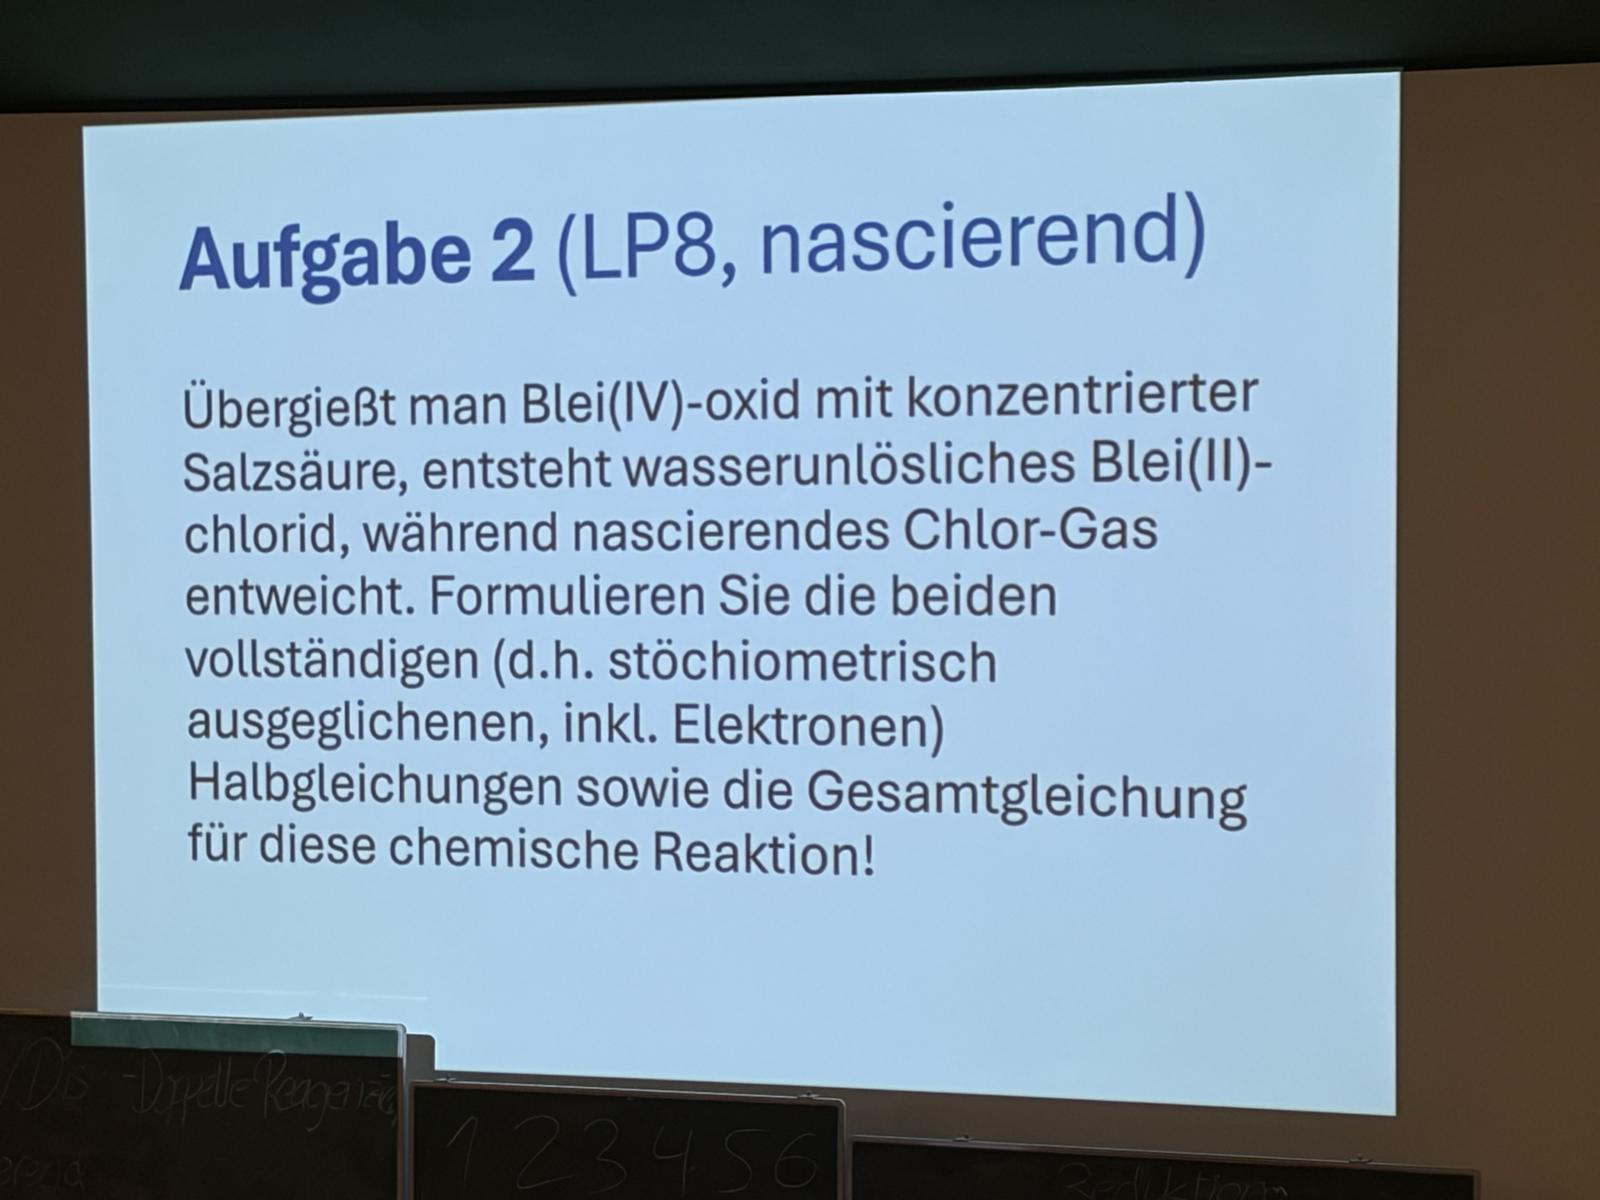 Aufgabe 2 (LP8, nascierend)
Übergießt man Blei(IV)-oxid mit konzentrierter
Salzsäure, entsteht wasserunlösliches Blei(II)-
chlorid, während nascierendes Chlor-Gas
entweicht. Formulieren Sie die beiden
vollständigen (d.h. stöchiometrisch
ausgeglichenen, inkl. Elektronen)
Halbgleichungen sowie die Gesamtgleichung
für diese chemische Reaktion!
-Doppelte
1 2 3 4 5 6